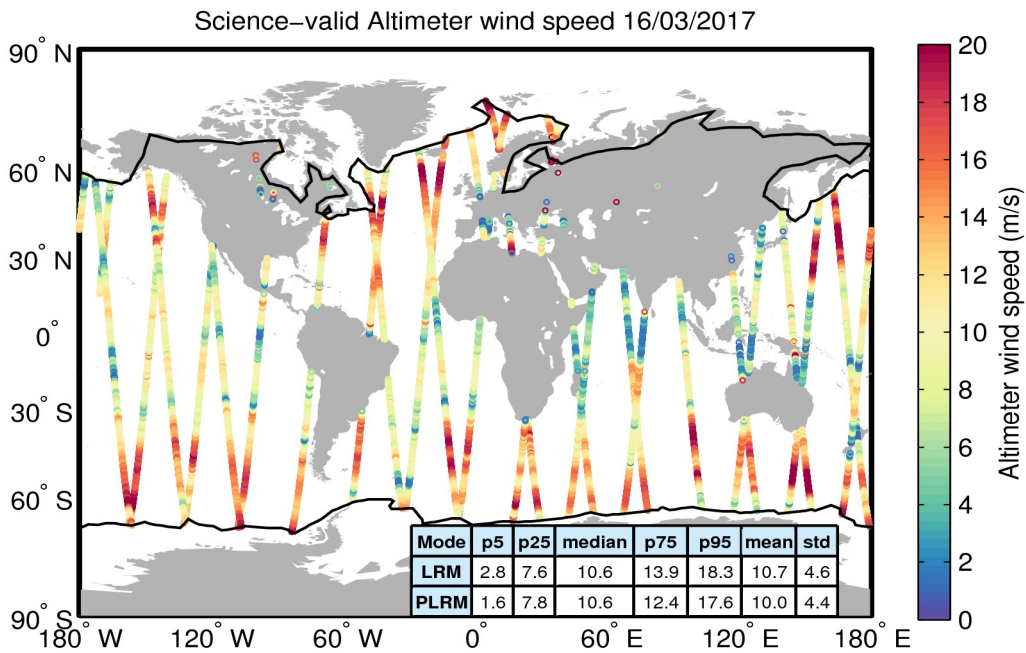 Science−valid Altimeter wind speed 16/03/2017
90° N
60° N
30° N
0°
30° S
60° S
90° S
180° W
120° W
60° W
0°
60° E
120° E
180° E
Mode p5 p25 median p75 p95 mean std
LRM 2.8 7.6 10.6 13.9 18.3 10.7 4.6
PLRM 1.6 7.8 10.6 12.4 17.6 10.0 4.4
20
18
16
14
12
10
8
6
4
2
0
Altimeter wind speed (m/s)